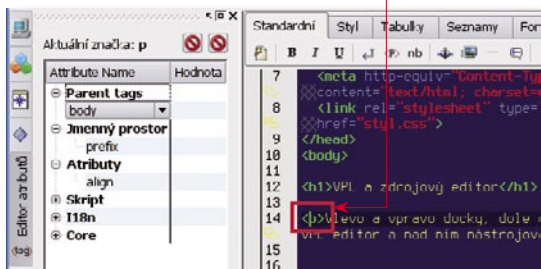 Aktuální značka: p
Attribute Name Hodnota
Parent tags
body
Jmenný prostor
prefix
Atributy
align
Skript
I18n
Core
Editor atributů
(tag)
Standardní Styl Tabulky Seznamy For
B I U nb
7 <meta http-equiv="Content-Typ
content="text/html; charset=
8 <link rel="stylesheet" type=
href="styl.css">
9 </head>
10 <body>
11
12 <h1>VPL a zdrojový editor</h1>
13
14 <p>Vlevo a vpravo ducky, dole
VPL editor a nad ním nástrojov
15
16